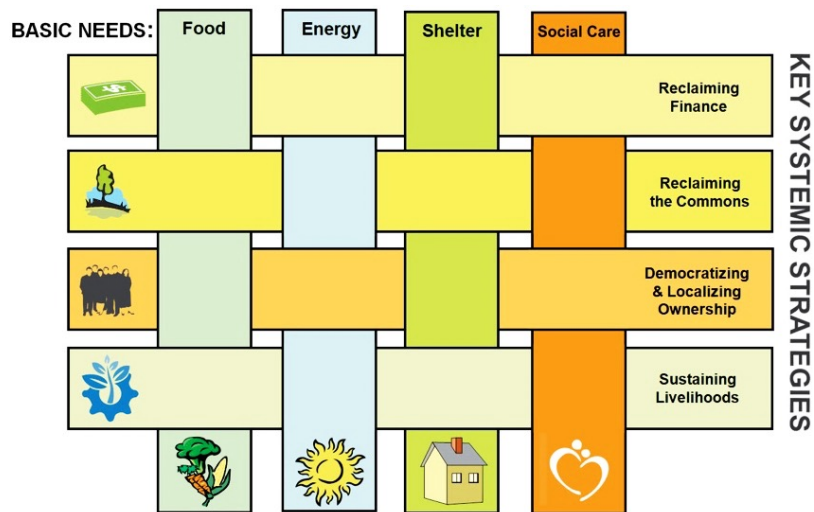 BASIC NEEDS:
Food
Energy
Shelter
Social Care
Reclaiming
Finance
Reclaiming
the Commons
Democratizing
& Localizing
Ownership
Sustaining
Livelihoods
KEY SYSTEMIC STRATEGIES
$